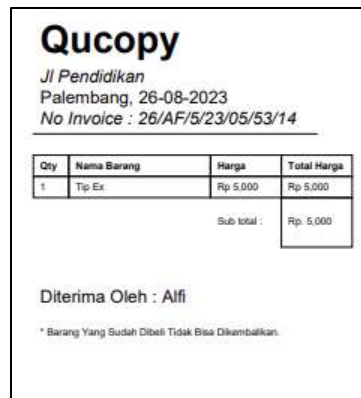 Qucopy
Jl Pendidikan
Palembang, 26-08-2023
No Invoice : 26/AF/5/23/05/53/14
Qty Nama Barang Harga Total Harga
1 Tip Ex Rp 5,000 Rp 5,000
Sub total : Rp. 5,000
Diterima Oleh : Alfi
* Barang Yang Sudah Dibeli Tidak Bisa Dikembalikan.